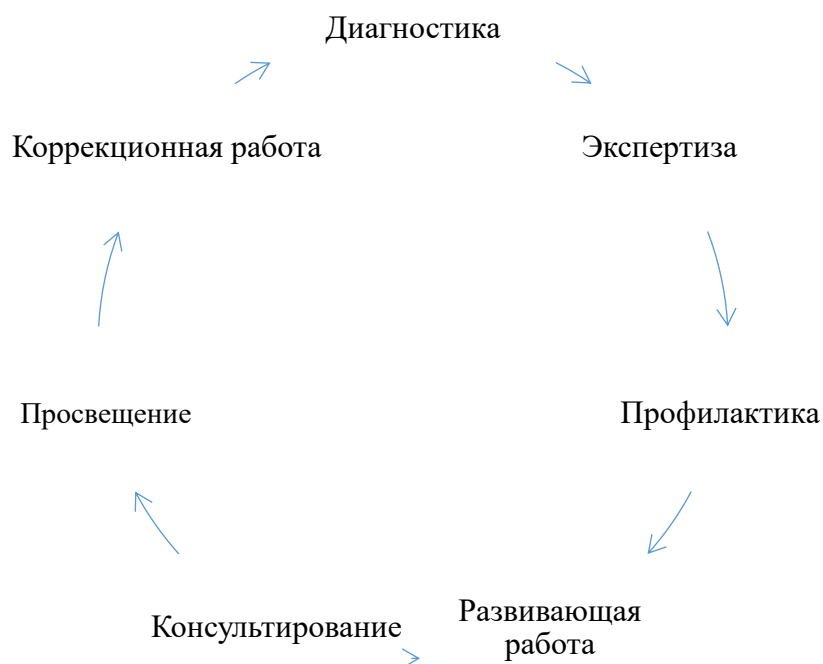 Диагностика
Экспертиза
Профилактика
Развивающая
работа
Консультирование
Просвещение
Коррекционная работа